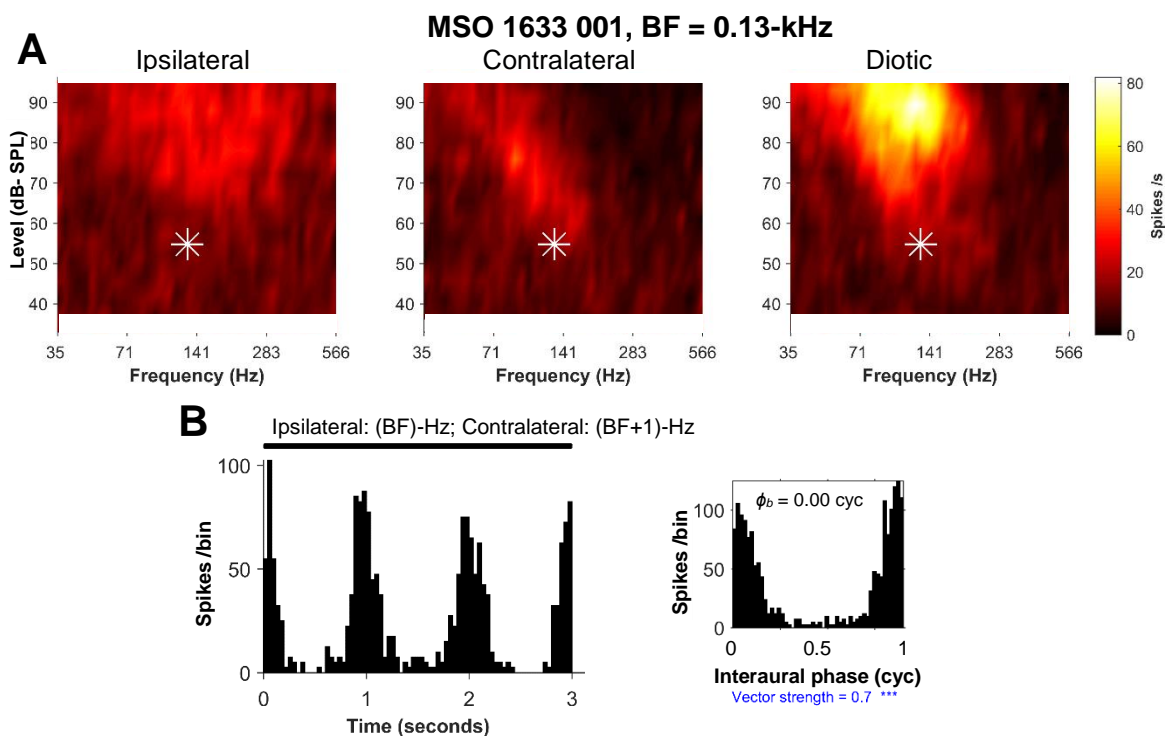 MSO 1633 001, BF = 0.13-kHz
A
Ipsilateral
Contralateral
Diotic
Level (dB- SPL)
90
80
70
60
50
40
35
71
141
283
566
Frequency (Hz)
90
80
70
60
50
40
35
71
141
283
566
Frequency (Hz)
90
80
70
60
50
40
35
71
141
283
566
Frequency (Hz)
80
60
40
20
0
Spikes /s
B
Ipsilateral: (BF)-Hz; Contralateral: (BF+1)-Hz
Spikes /bin
100
50
0
0
1
2
3
Time (seconds)
ϕb = 0.00 cyc
Spikes /bin
100
50
0
0
0.5
1
Interaural phase (cyc)
Vector strength = 0.7 ***